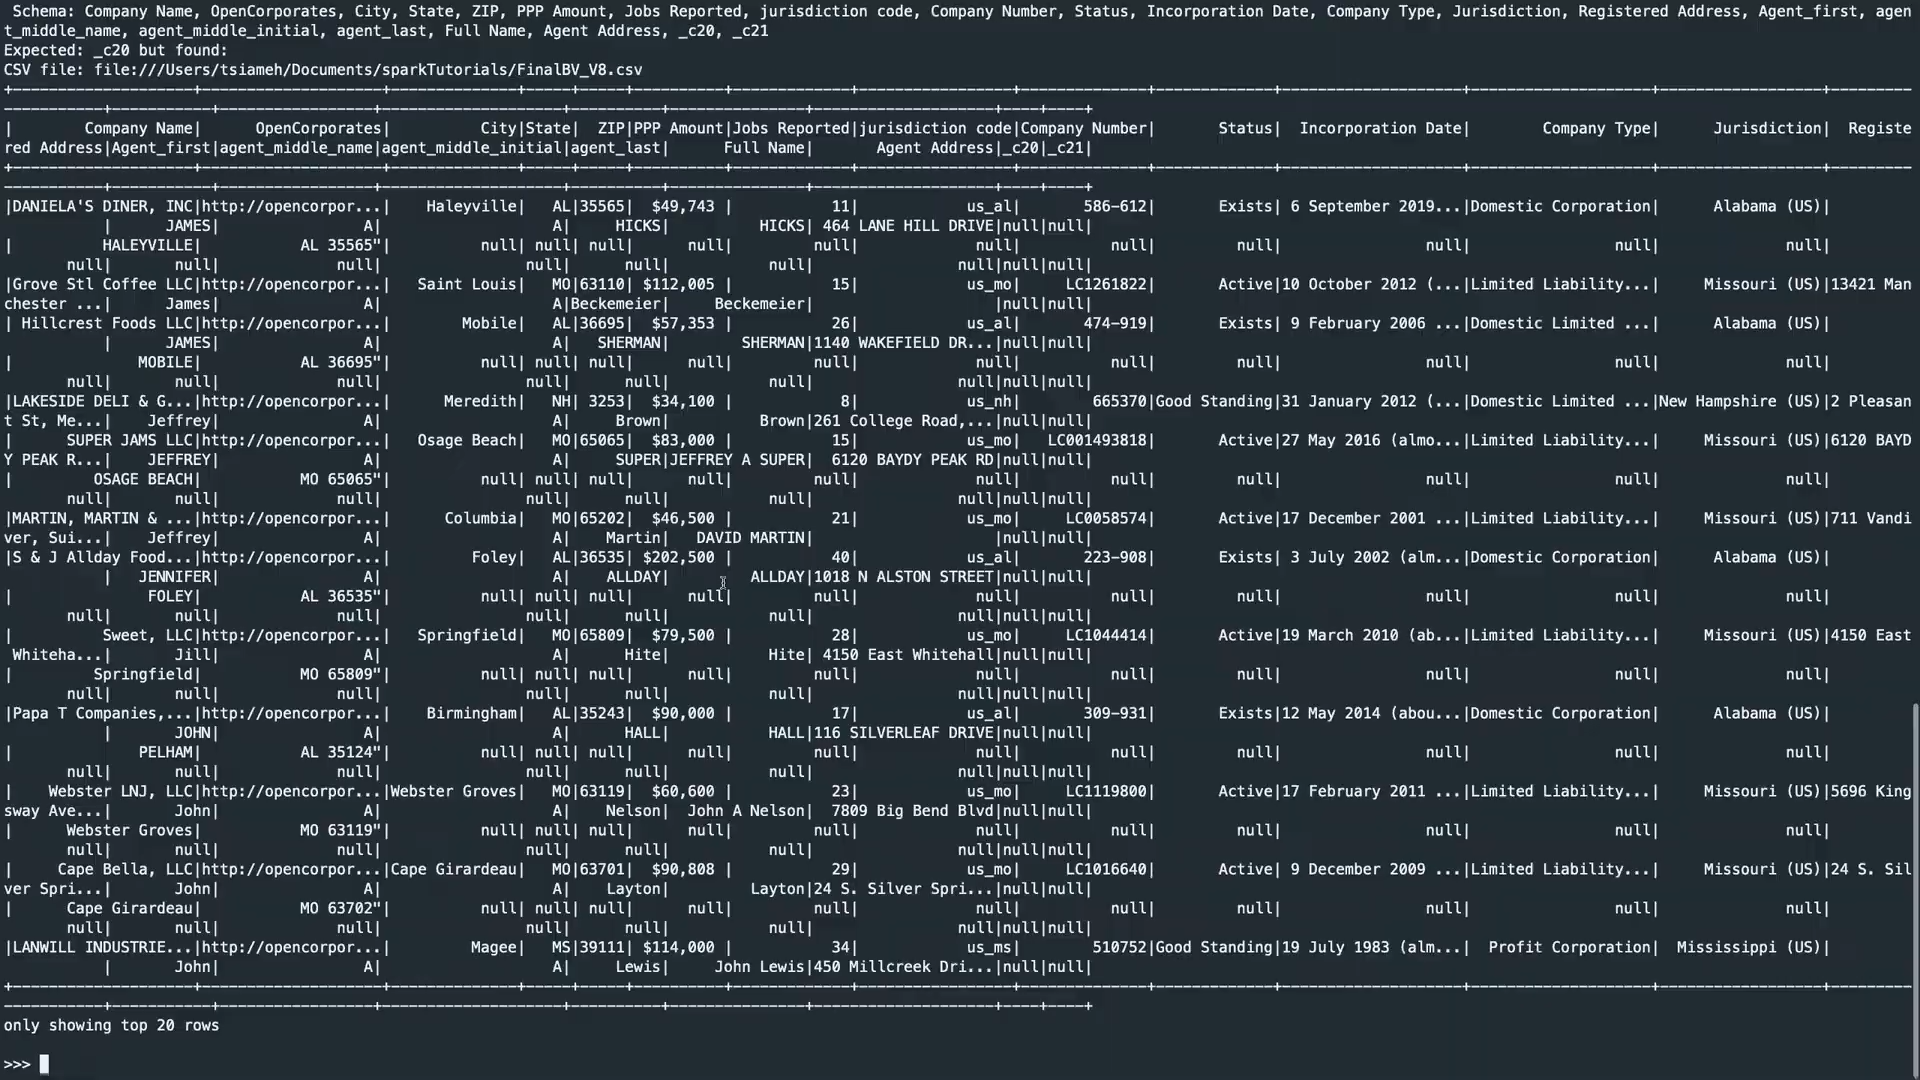 Schema: Company Name, OpenCorporates, City, State, ZIP, PPP Amount, Jobs Reported, jurisdiction code, Company Number, Status, Incorporation Date, Company Type, Jurisdiction, Registered Address, Agent_first, agen
t_middle_name, agent_middle_initial, agent_last, Full Name, Agent Address, _c20, _c21
Expected: _c20 but found:
CSV file: file:///Users/tsiameh/Documents/sparkTutorials/FinalBV_V8.csv
| Company Name| OpenCorporates| City|State| ZIP|PPP Amount|Jobs Reported|jurisdiction code|Company Number| Status| Incorporation Date| Company Type| Jurisdiction| Registe
red Address|Agent_first|agent_middle_name|agent_middle_initial|agent_last| Full Name| Agent Address|_c20|_c21|
|DANIELA'S DINER, INC|http://opencorpor...| Haleyville| AL|35565| $49,743 | 11| us_al| 586-612| Exists| 6 September 2019...|Domestic Corporation| Alabama (US)|
| JAMES| A| A| HICKS| HICKS| 464 LANE HILL DRIVE|null|null|
| HALEYVILLE| AL 35565"| null| null| null| null| null| null| null| null| null| null| null|
null| null| null| null| null| null| null|null|null|
|Grove Stl Coffee LLC|http://opencorpor...| Saint Louis| MO|63110| $112,005 | 15| us_mo| LC1261822| Active|10 October 2012 (...|Limited Liability...| Missouri (US)|13421 Man
chester ...| James| A| A|Beckemeier| Beckemeier| |null|null|
| Hillcrest Foods LLC|http://opencorpor...| Mobile| AL|36695| $57,353 | 26| us_al| 474-919| Exists| 9 February 2006 ...|Domestic Limited ...| Alabama (US)|
| JAMES| A| A| SHERMAN| SHERMAN|1140 WAKEFIELD DR...|null|null|
| MOBILE| AL 36695"| null| null| null| null| null| null| null| null| null| null| null|
null| null| null| null| null| null| null|null|null|
|LAKESIDE DELI & G...|http://opencorpor...| Meredith| NH| 3253| $34,100 | 8| us_nh| 665370|Good Standing|31 January 2012 (...|Domestic Limited ...|New Hampshire (US)|2 Pleasan
t St, Me...| Jeffrey| A| A| Brown| Brown|261 College Road,...|null|null|
| SUPER JAMS LLC|http://opencorpor...| Osage Beach| MO|65065| $83,000 | 15| us_mo| LC001493818| Active|27 May 2016 (almo...|Limited Liability...| Missouri (US)|6120 BAYD
Y PEAK R...| JEFFREY| A| A| SUPER|JEFFREY A SUPER| 6120 BAYDY PEAK RD|null|null|
| OSAGE BEACH| MO 65065"| null| null| null| null| null| null| null| null| null| null| null|
null| null| null| null| null| null| null|null|null|
|MARTIN, MARTIN & ...|http://opencorpor...| Columbia| MO|65202| $46,500 | 21| us_mo| LC0058574| Active|17 December 2001 ...|Limited Liability...| Missouri (US)|711 Vandi
ver, Sui...| Jeffrey| A| A| Martin| DAVID MARTIN| |null|null|
|S & J Allday Food...|http://opencorpor...| Foley| AL|36535| $202,500 | 40| us_al| 223-908| Exists| 3 July 2002 (alm...|Domestic Corporation| Alabama (US)|
| JENNIFER| A| A| ALLDAY| ALLDAY|1018 N ALSTON STREET|null|null|
| FOLEY| AL 36535"| null| null| null| null| null| null| null| null| null| null| null|
null| null| null| null| null| null| null|null|null|
| Sweet, LLC|http://opencorpor...| Springfield| MO|65809| $79,500 | 28| us_mo| LC1044414| Active|19 March 2010 (ab...|Limited Liability...| Missouri (US)|4150 East
Whiteha...| Jill| A| A| Hite| Hite| 4150 East Whitehall|null|null|
| Springfield| MO 65809"| null| null| null| null| null| null| null| null| null| null| null|
null| null| null| null| null| null| null|null|null|
|Papa T Companies,...|http://opencorpor...| Birmingham| AL|35243| $90,000 | 17| us_al| 309-931| Exists|12 May 2014 (abou...|Domestic Corporation| Alabama (US)|
| JOHN| A| A| HALL| HALL|116 SILVERLEAF DRIVE|null|null|
| PELHAM| AL 35124"| null| null| null| null| null| null| null| null| null| null| null|
null| null| null| null| null| null| null|null|null|
| Webster LNJ, LLC|http://opencorpor...|Webster Groves| MO|63119| $60,600 | 23| us_mo| LC1119800| Active|17 February 2011 ...|Limited Liability...| Missouri (US)|5696 King
sway Ave...| John| A| A| Nelson| John A Nelson| 7809 Big Bend Blvd|null|null|
| Webster Groves| MO 63119"| null| null| null| null| null| null| null| null| null| null| null|
null| null| null| null| null| null| null|null|null|
| Cape Bella, LLC|http://opencorpor...|Cape Girardeau| MO|63701| $90,808 | 29| us_mo| LC1016640| Active| 9 December 2009 ...|Limited Liability...| Missouri (US)|24 S. Sil
ver Spri...| John| A| A| Layton| Layton|24 S. Silver Spri...|null|null|
| Cape Girardeau| MO 63702"| null| null| null| null| null| null| null| null| null| null| null|
null| null| null| null| null| null| null|null|null|
|LANWILL INDUSTRIE...|http://opencorpor...| Magee| MS|39111| $114,000 | 34| us_ms| 510752|Good Standing|19 July 1983 (alm...| Profit Corporation| Mississippi (US)|
| John| A| A| Lewis| John Lewis|450 Millcreek Dri...|null|null|
only showing top 20 rows
>>>